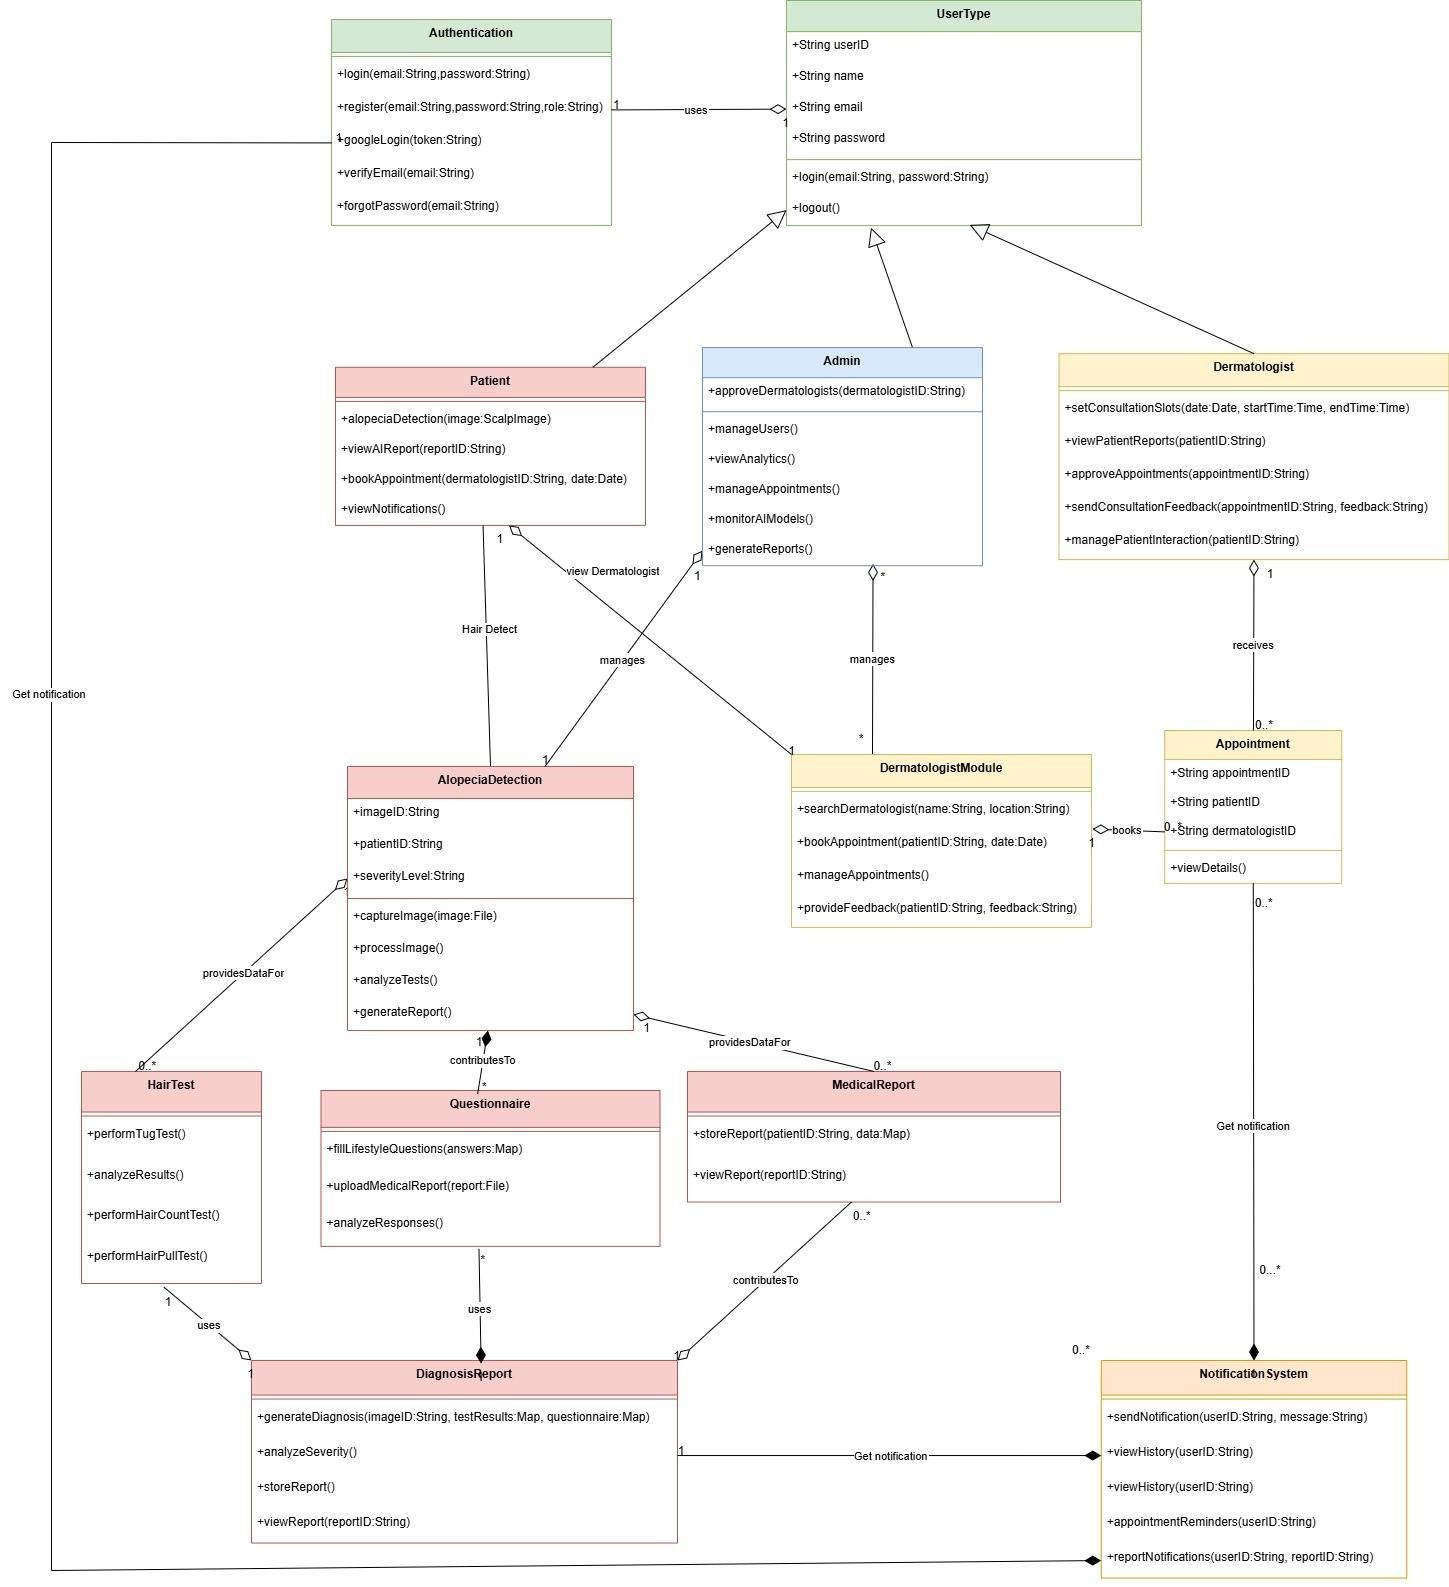 UserType
+String userID
+String name
+String email
+String password
+login(email:String, password:String)
+logout()
Authentication
+login(email:String,password:String)
+register(email:String,password:String,role:String)
+googleLogin(token:String)
+verifyEmail(email:String)
+forgotPassword(email:String)
1
uses
1
1
Patient
+alopeciaDetection(image:ScalpImage)
+viewAIReport(reportID:String)
+bookAppointment(dermatologistID:String, date:Date)
+viewNotifications()
Admin
+approveDermatologists(dermatologistID:String)
+manageUsers()
+viewAnalytics()
+manageAppointments()
+monitorAIModels()
+generateReports()
Dermatologist
+setConsultationSlots(date:Date, startTime:Time, endTime:Time)
+viewPatientReports(patientID:String)
+approveAppointments(appointmentID:String)
+sendConsultationFeedback(appointmentID:String, feedback:String)
+managePatientInteraction(patientID:String)
1
view Dermatologist
1
1
*
Hair Detect
manages
manages
receives
Get notification
1
1
*
0..*
AlopeciaDetection
+imageID:String
+patientID:String
+severityLevel:String
+captureImage(image:File)
+processImage()
+analyzeTests()
+generateReport()
DermatologistModule
+searchDermatologist(name:String, location:String)
+bookAppointment(patientID:String, date:Date)
+manageAppointments()
+provideFeedback(patientID:String, feedback:String)
1
books
0..*
Appointment
+String appointmentID
+String patientID
+String dermatologistID
+viewDetails()
0..*
providesDataFor
0..*
1
contributesTo
*
1
providesDataFor
0..*
HairTest
+performTugTest()
+analyzeResults()
+performHairCountTest()
+performHairPullTest()
Questionnaire
+fillLifestyleQuestions(answers:Map)
+uploadMedicalReport(report:File)
+analyzeResponses()
MedicalReport
+storeReport(patientID:String, data:Map)
+viewReport(reportID:String)
Get notification
0...*
1
uses
1
*
uses
0..*
contributesTo
1
0..*
DiagnosisReport
+generateDiagnosis(imageID:String, testResults:Map, questionnaire:Map)
+analyzeSeverity()
+storeReport()
+viewReport(reportID:String)
1
Get notification
NotificationSystem
+sendNotification(userID:String, message:String)
+viewHistory(userID:String)
+viewHistory(userID:String)
+appointmentReminders(userID:String)
+reportNotifications(userID:String, reportID:String)